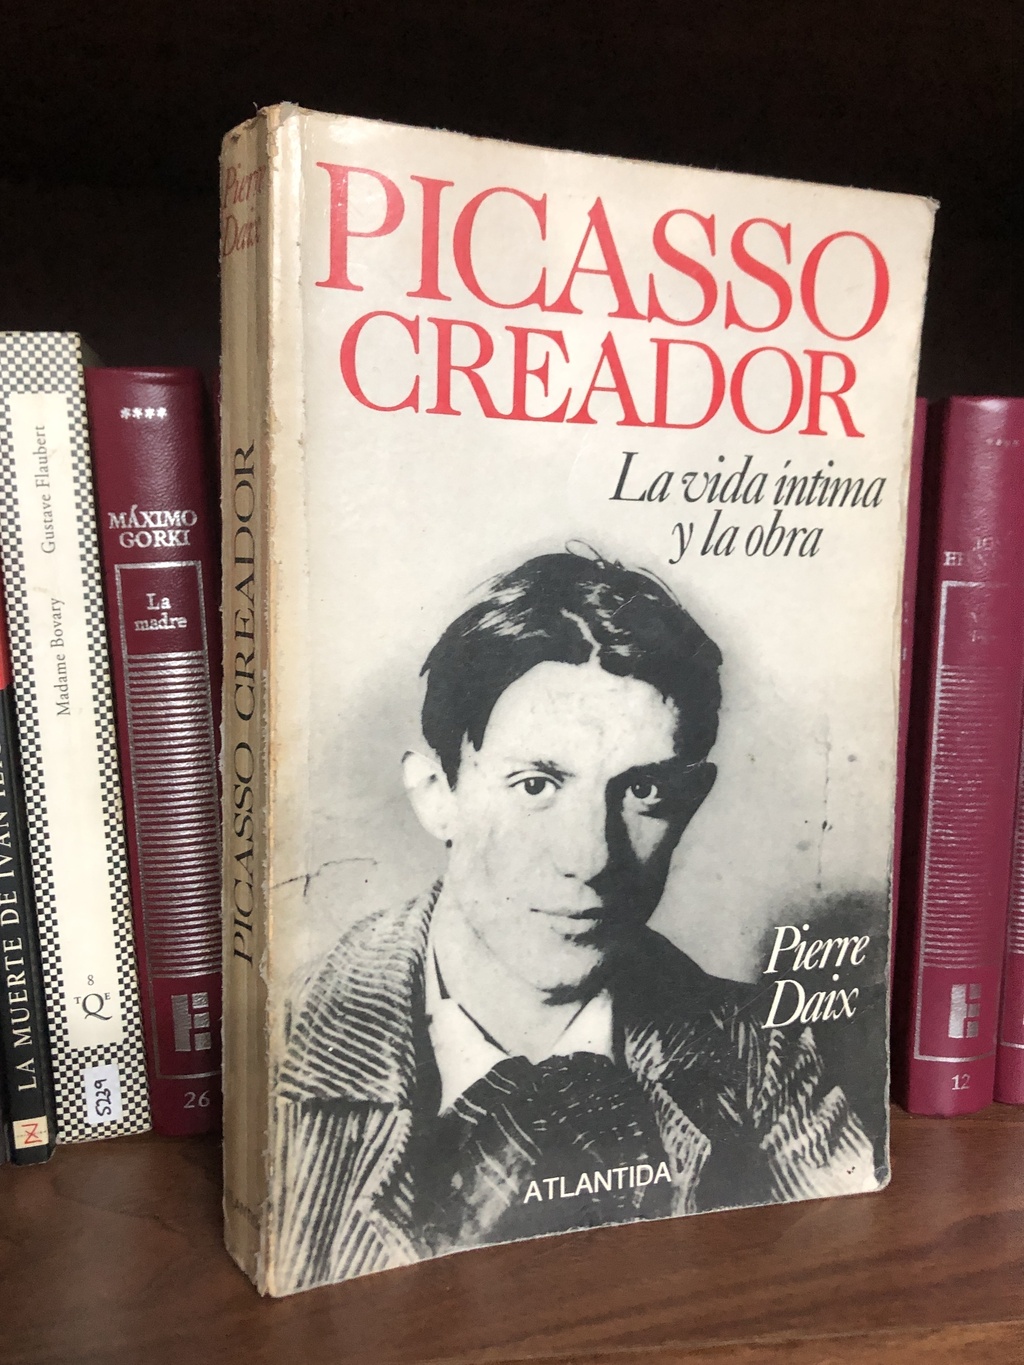 PICASSO
CREADOR
La vida íntima
y la obra
Pierre
Daix
ATLANTIDA
Pierre
Daix
PICASSO CREADOR
LA MUERTE DE IVAN
Gustave Flaubert
Madame Bovary
8
TQE
5239
****
MÁXIMO
GORKI
La
madre
26
12